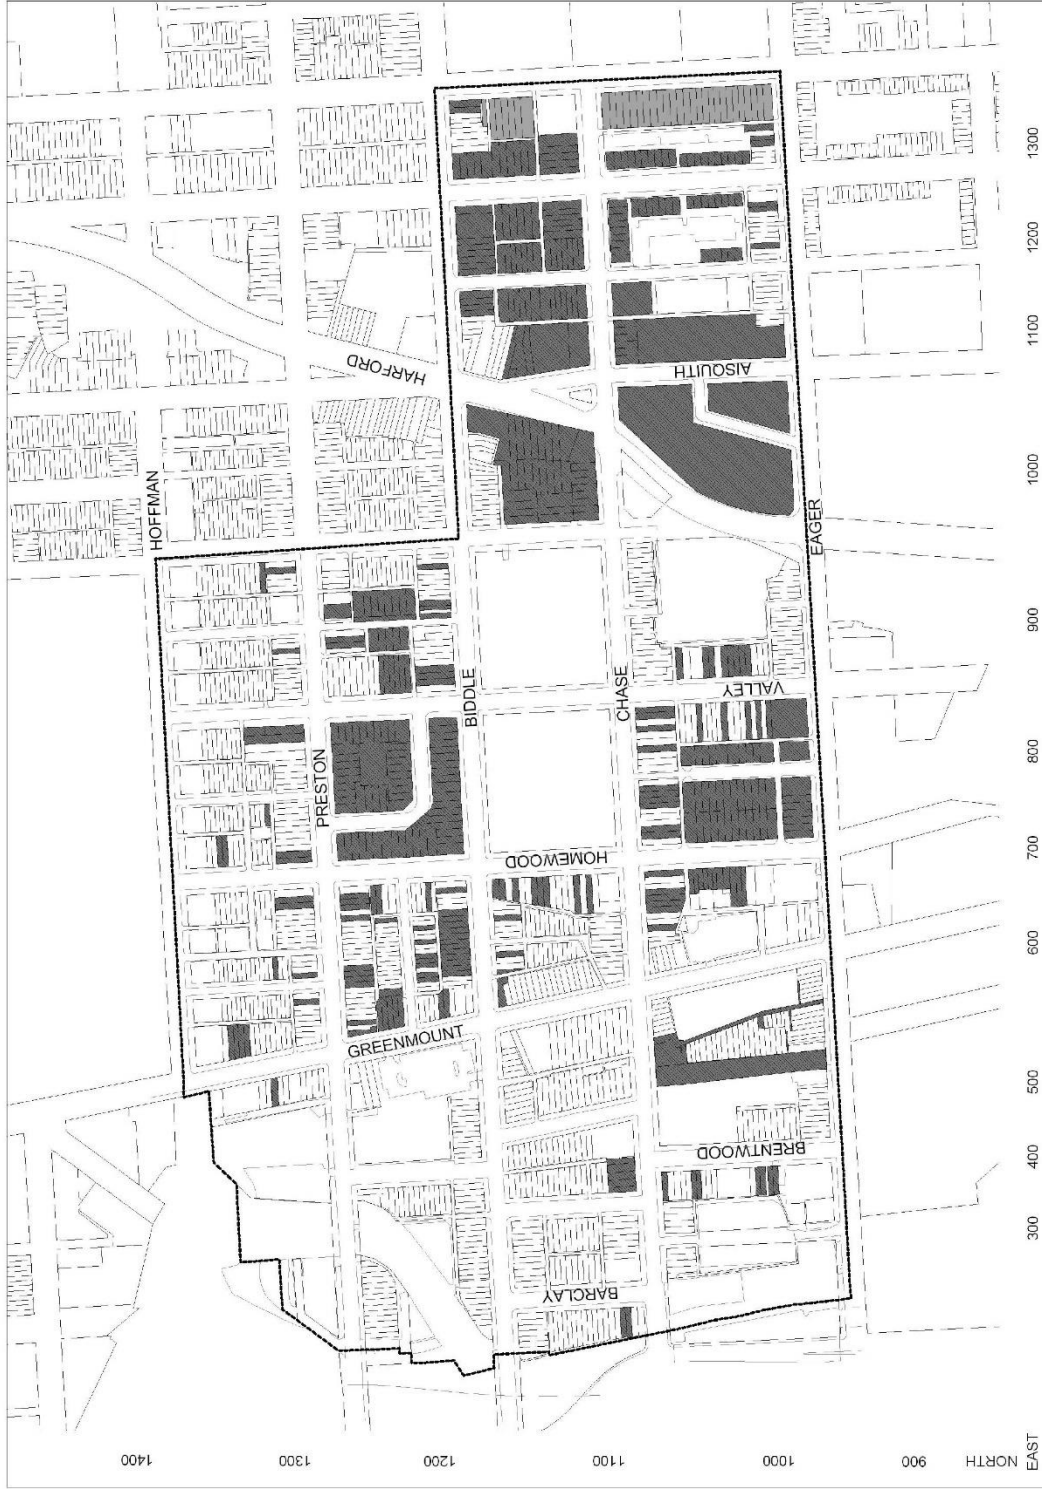 HOFFMAN
HARFORD
AISQUITH
EAGER
PRESTON
BIDDLE
CHASE
VALLEY
HOMEWOOD
GREENMOUNT
BRENTWOOD
BARCLAY
1300
1200
1100
1000
900
800
700
600
500
400
300
EAST
1400
1300
1200
1100
1000
900
NORTH